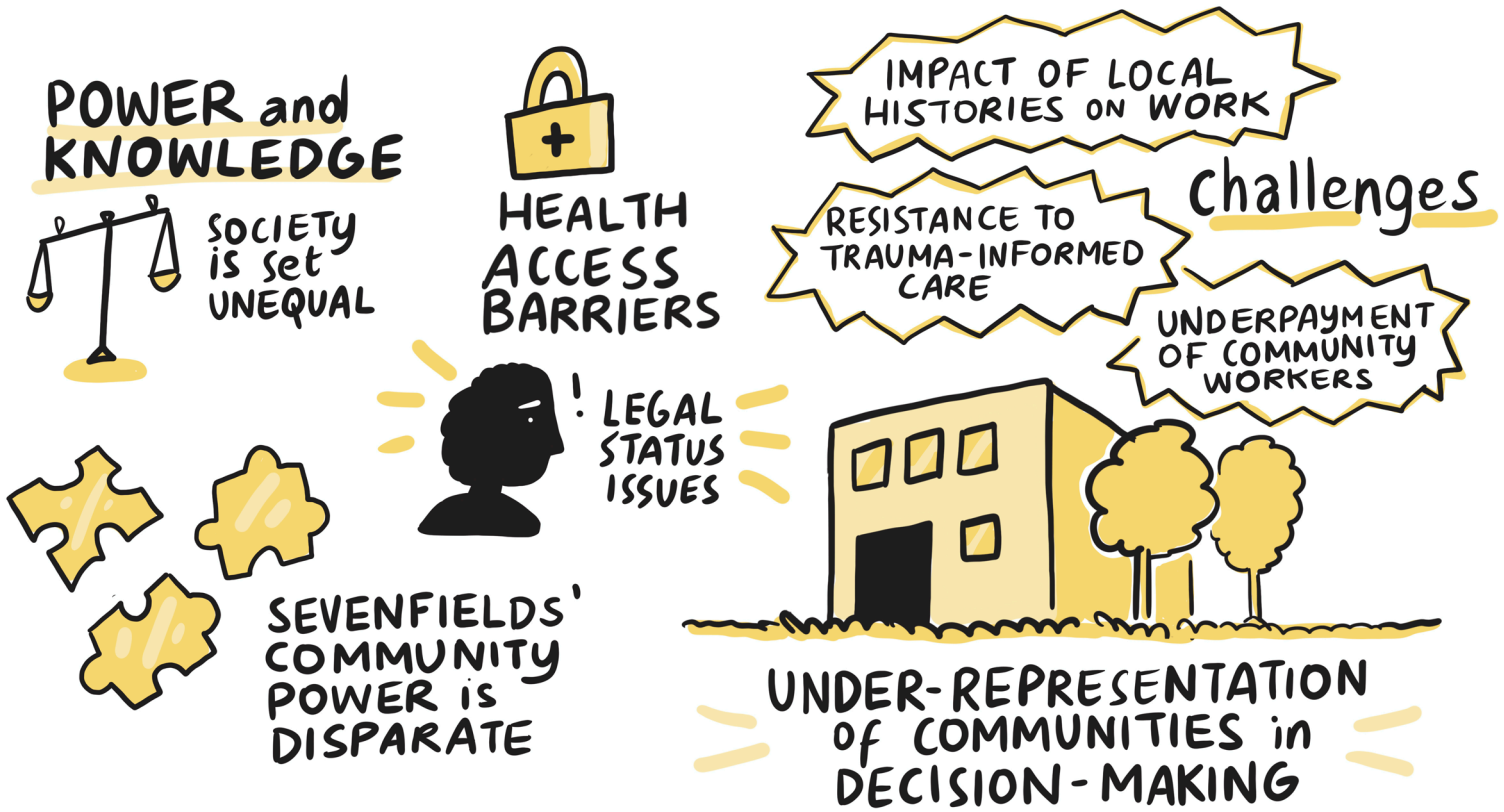 POWER and
KNOWLEDGE
SOCIETY
is set
UNEQUAL
HEALTH
ACCESS
BARRIERS
! LEGAL
STATUS
ISSUES
SEVENFIELDS'
COMMUNITY
POWER is
DISPARATE
IMPACT OF LOCAL
HISTORIES ON WORK
Challenges
RESISTANCE TO
TRAUMA-INFORMED
CARE
UNDERPAYMENT
OF COMMUNITY
WORKERS
UNDER-REPRESENTATION
of COMMUNITIES in
DECISION-MAKING